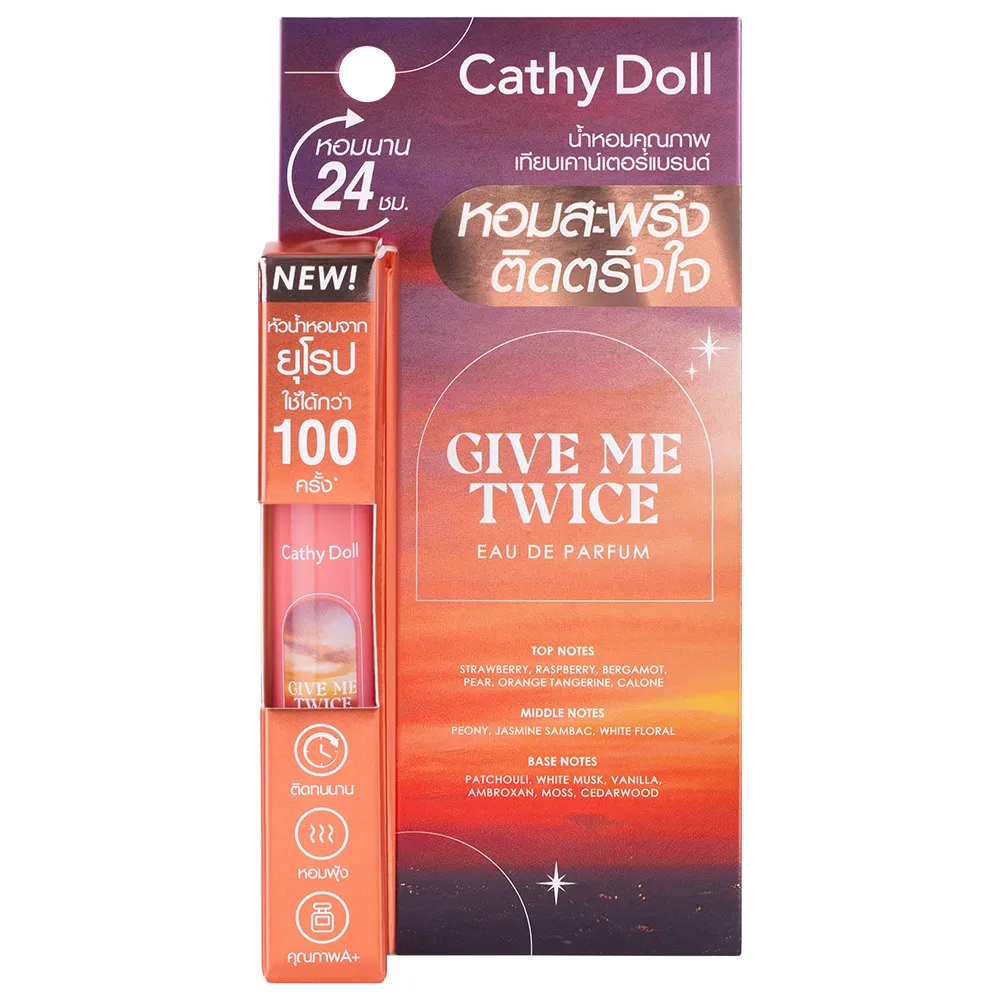 Cathy Doll
น้ำหอมคุณภาพ
เทียบเคาน์เตอร์แบรนด์
หอมสะพรึง
ติดตรึงใจ
หอมนาน
24 ชม.
NEW!
หัวน้ำหอมจาก
ยุโรป
ใช้ได้กว่า
100
ครั้ง*
Cathy Doll
GIVE ME
TWICE
ติดทนนาน
หอมฟุ้ง
คุณภาพA+
GIVE ME
TWICE
EAU DE PARFUM
TOP NOTES
STRAWBERRY, RASPBERRY, BERGAMOT,
PEAR, ORANGE TANGERINE, CALONE
MIDDLE NOTES
PEONY, JASMINE SAMBAC, WHITE FLORAL
BASE NOTES
PATCHOULI, WHITE MUSK, VANILLA,
AMBROXAN, MOSS, CEDARWOOD